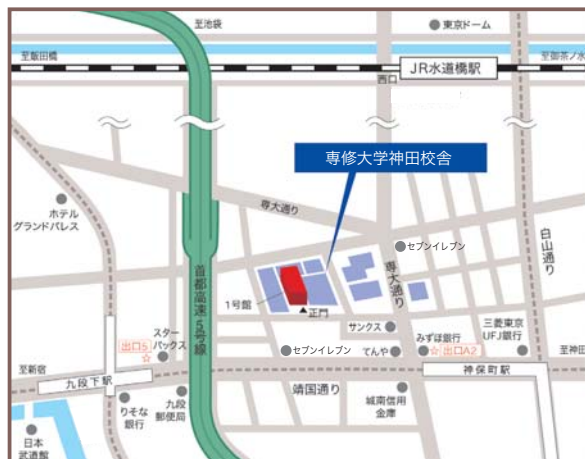 至池袋
東京ドーム
至飯田橋
至御茶ノ水
JR水道橋駅
西口
専修大学神田校舎
ホテル
グランドパレス
専大通り
セブンイレブン
白山通り
専大通り
首都高速5号線
1号館
正門
サンクス
スター
バックス
出口5
セブンイレブン
てんや
みずほ銀行
出口A2
三菱東京
UFJ銀行
至新宿
九段下駅
神保町駅
至神田
靖国通り
りそな
銀行
九段
郵便局
城南信用
金庫
日本
武道館